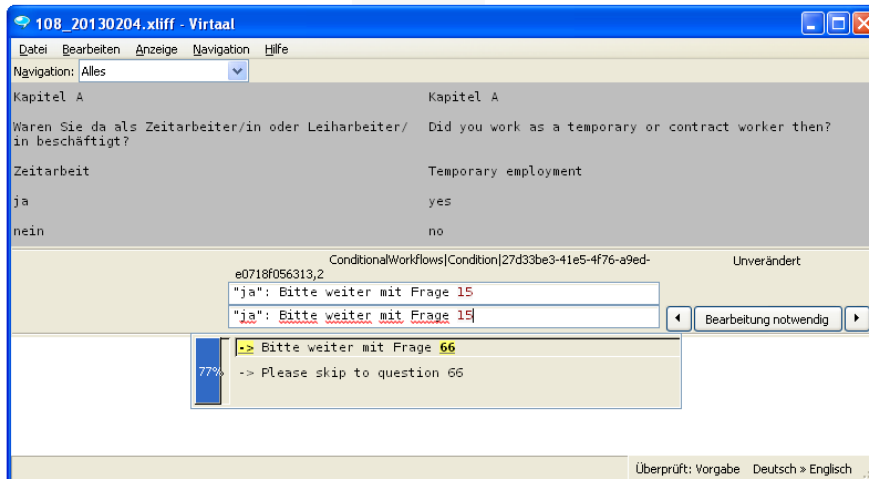 108_20130204.xliff - Virtaal
Datei Bearbeiten Anzeige Navigation Hilfe
Navigation: Alles
Kapitel A Kapitel A
Waren Sie da als Zeitarbeiter/in oder Leiharbeiter/ Did you work as a temporary or contract worker then?
in beschäftigt?
Zeitarbeit Temporary employment
ja yes
nein no
ConditionalWorkflows|Condition|27d33be3-41e5-4f76-a9ed- Unverändert
e0718f056313,2
"ja": Bitte weiter mit Frage 15
"ja": Bitte weiter mit Frage 15
Bearbeitung notwendig
-> Bitte weiter mit Frage 66
77% -> Please skip to question 66
Überprüft: Vorgabe Deutsch » Englisch